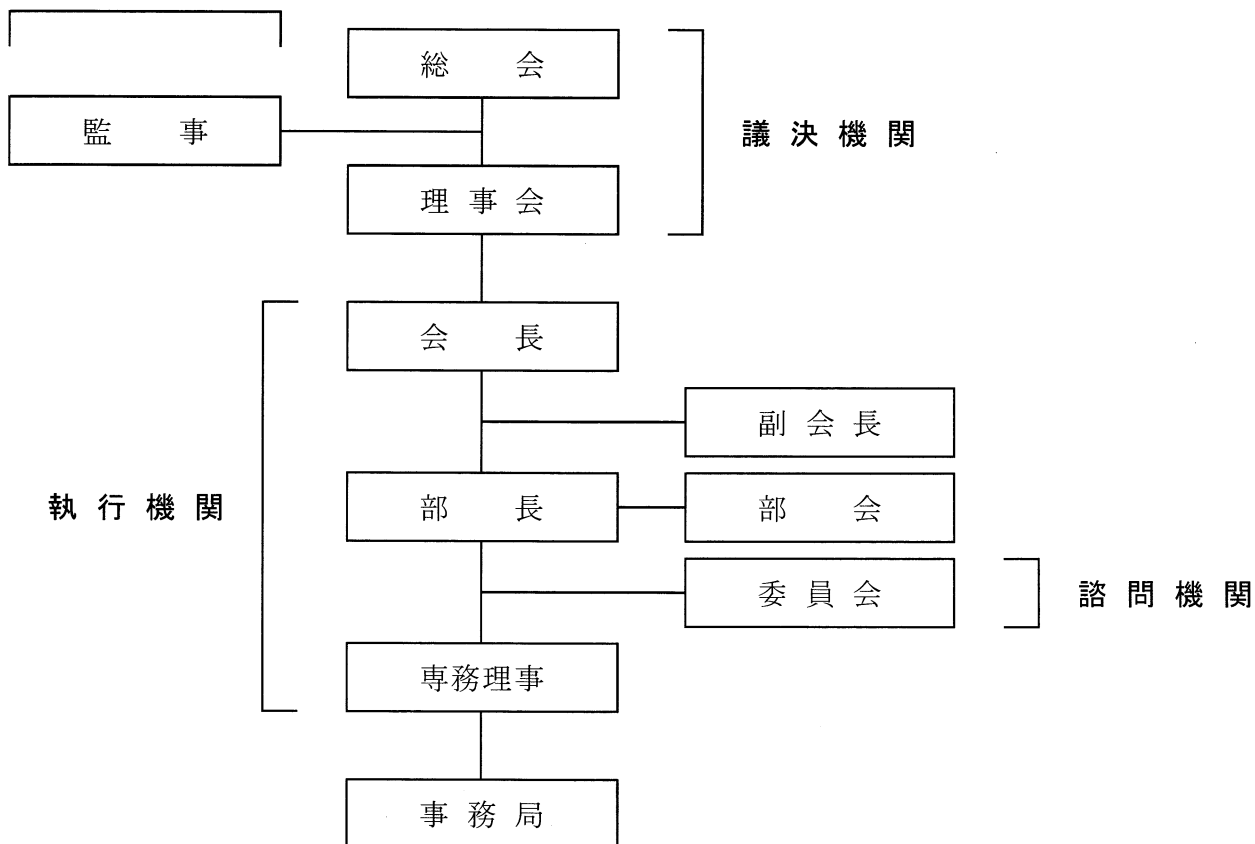 総会
監事
議決機関
理事会
会長
副会長
執行機関
部長
部会
委員会
諮問機関
専務理事
事務局